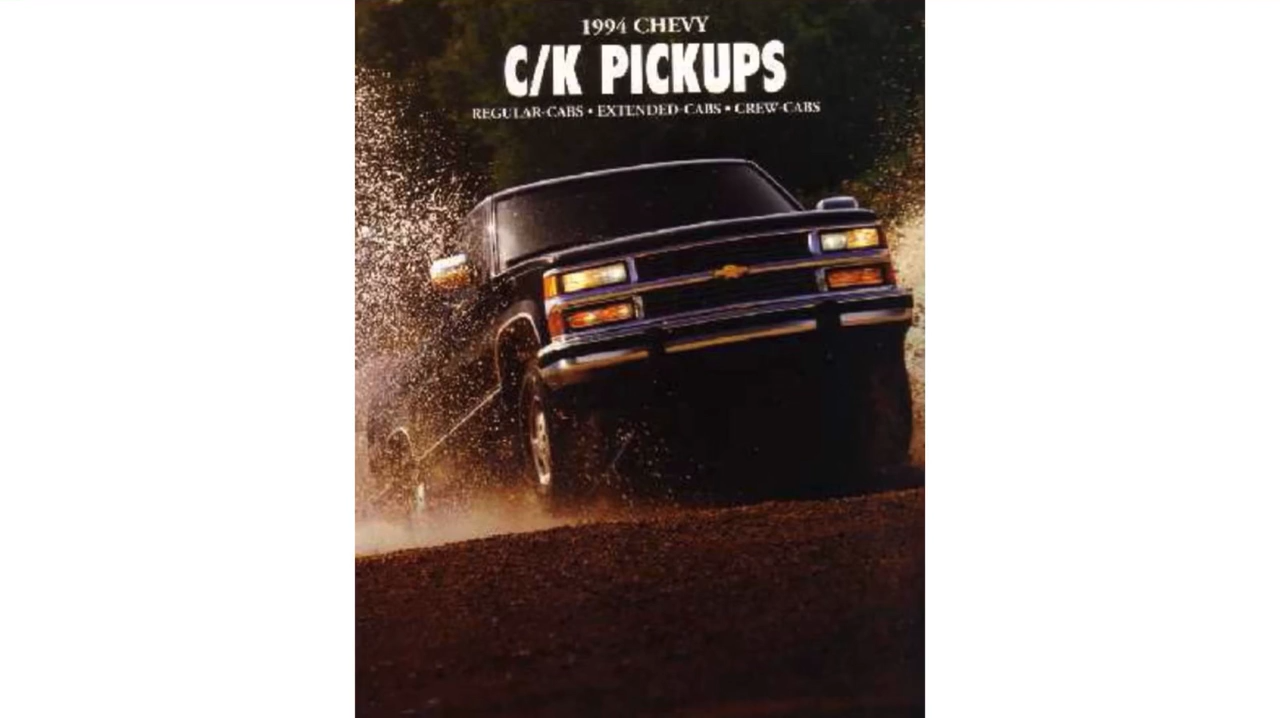 1994 CHEVY
C/K PICKUPS
REGULAR-CABS • EXTENDED-CABS • CREW-CABS